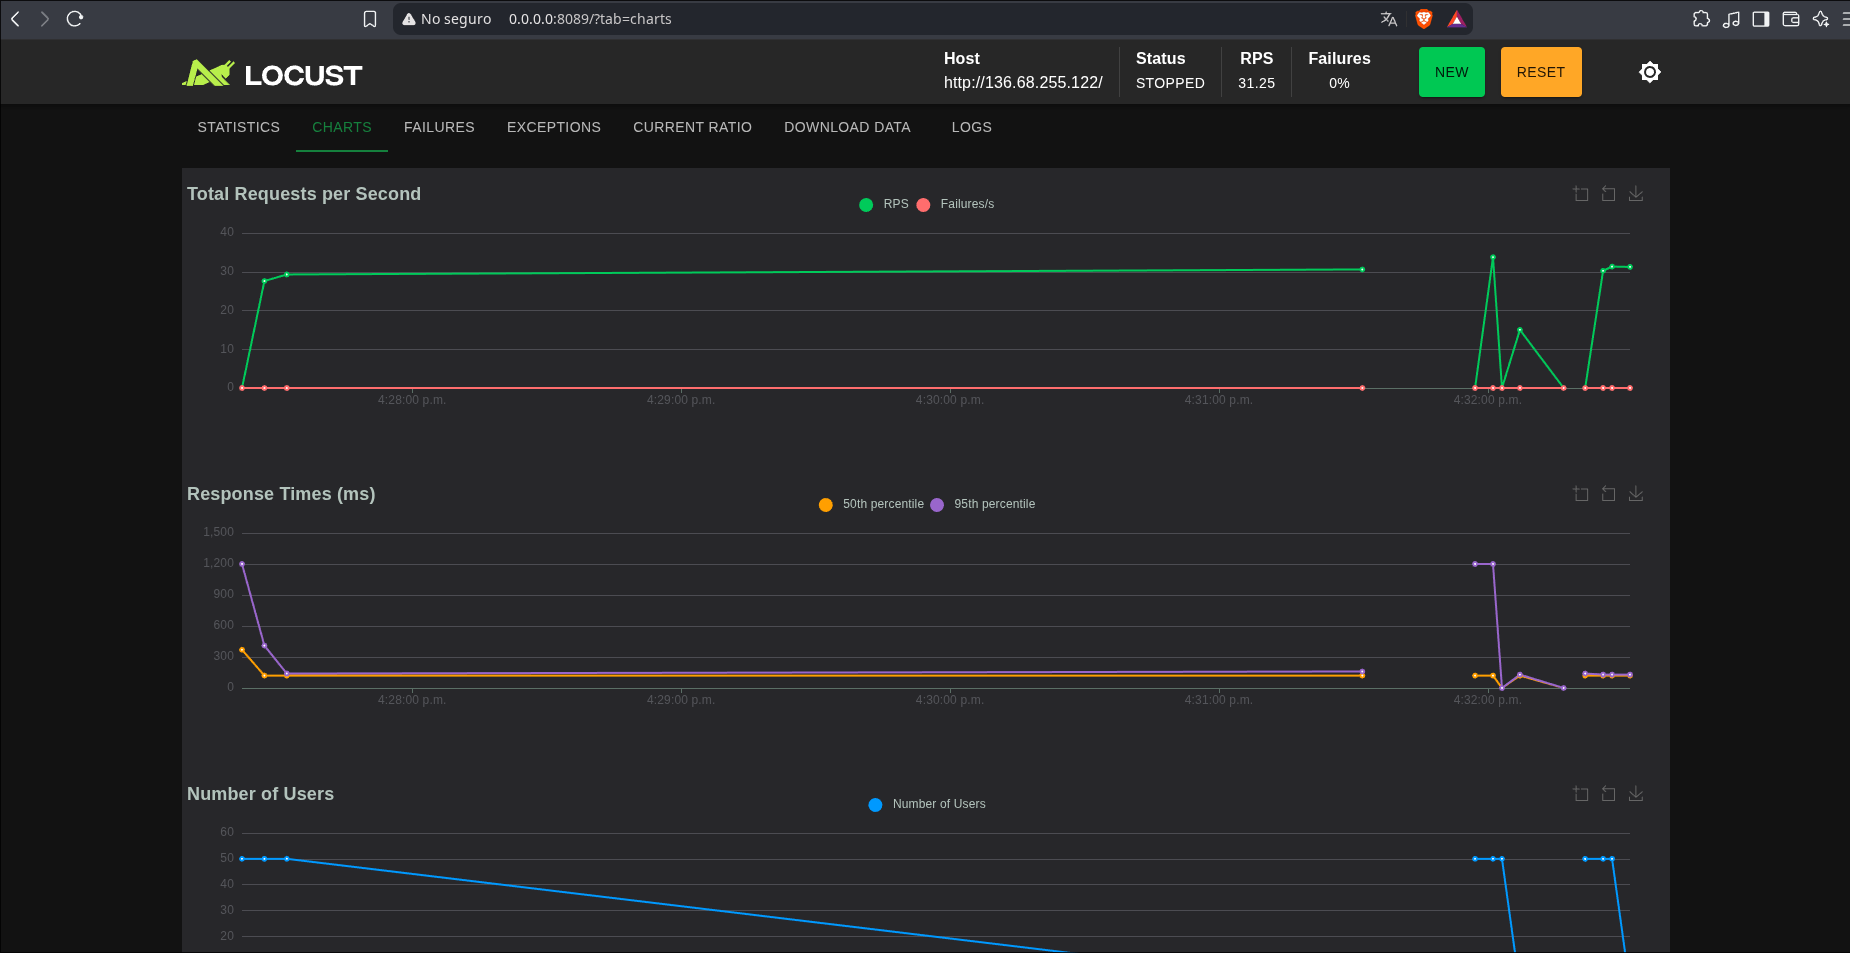 No seguro 0.0.0.0:8089/?tab=charts
LOCUST
Host
http://136.68.255.122/
Status
STOPPED
RPS
31.25
Failures
0%
NEW
RESET
STATISTICS CHARTS FAILURES EXCEPTIONS CURRENT RATIO DOWNLOAD DATA LOGS
Total Requests per Second
RPS Failures/s
40
30
20
10
0
4:28:00 p.m. 4:29:00 p.m. 4:30:00 p.m. 4:31:00 p.m. 4:32:00 p.m.
Response Times (ms)
50th percentile 95th percentile
1,500
1,200
900
600
300
0
4:28:00 p.m. 4:29:00 p.m. 4:30:00 p.m. 4:31:00 p.m. 4:32:00 p.m.
Number of Users
Number of Users
60
50
40
30
20